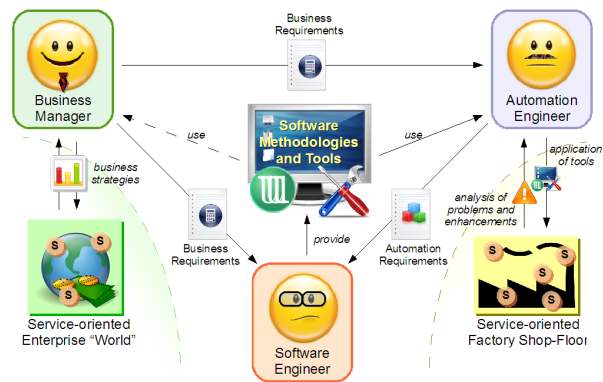 Business
Requirements
Business
Manager
Automation
Engineer
use
Software
Methodologies
and Tools
use
business
strategies
application
of tools
analysis of
problems and
enhancements
Business
Requirements
provide
Automation
Requirements
S
S
S
S
S
S
S
Service-oriented
Enterprise “World”
Software
Engineer
Service-oriented
Factory Shop-Floor